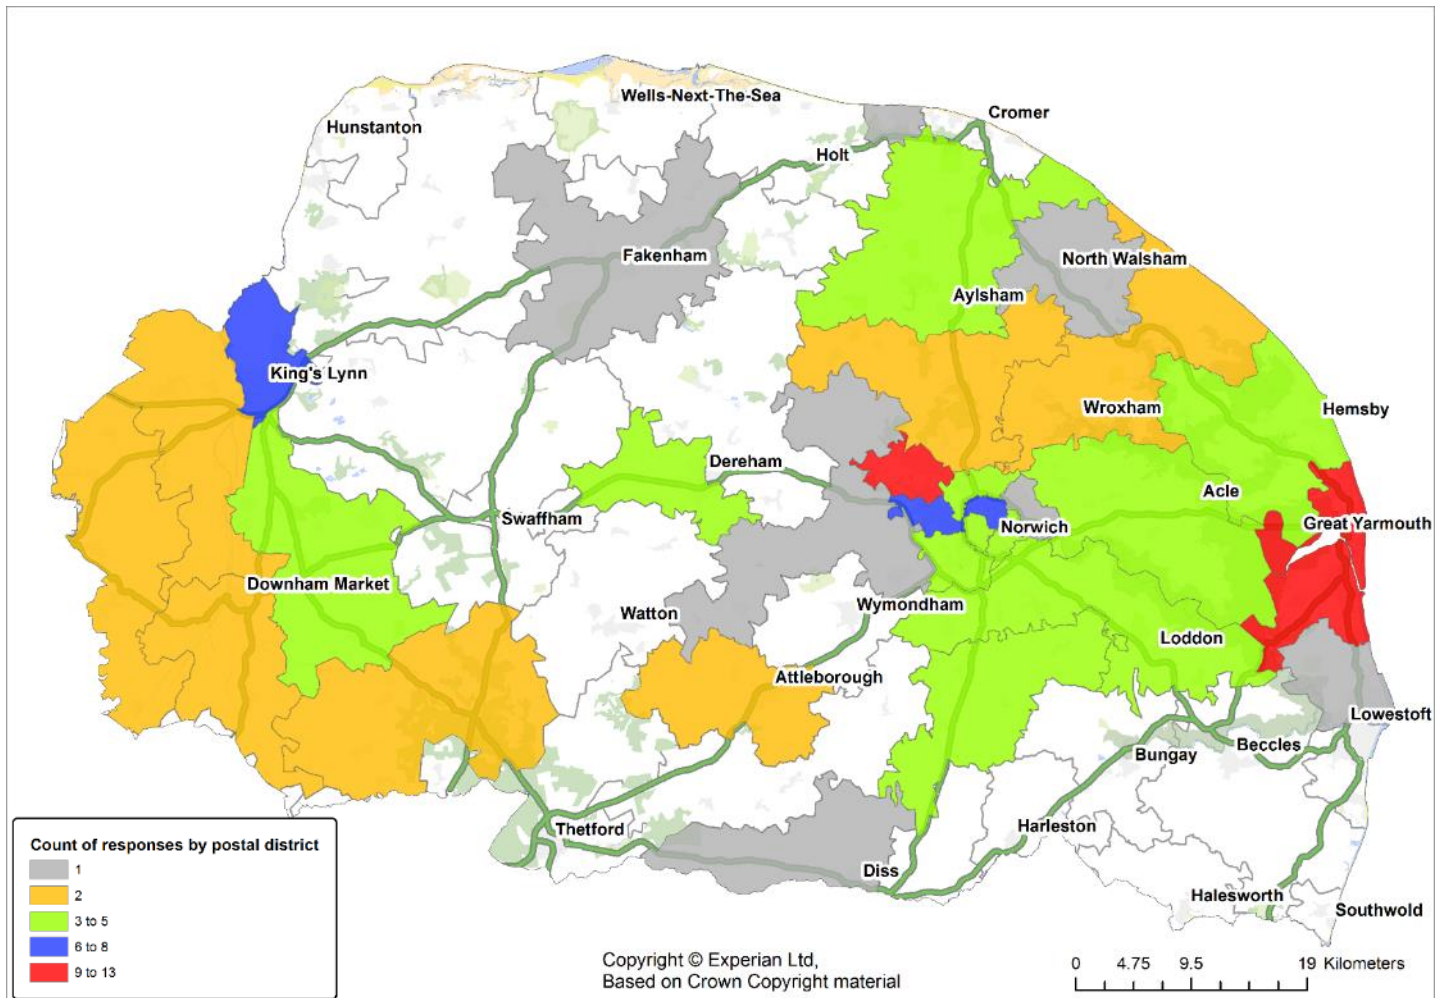 Cromer
Wells-Next-The-Sea
Hunstanton
Holt
Fakenham
North Walsham
Aylsham
King's Lynn
Wroxham
Hemsby
Dereham
Acle
Swaffham
Norwich
Great Yarmouth
Downham Market
Watton
Wymondham
Loddon
Attleborough
Lowestoft
Beccles
Bungay
Thetford
Harleston
Diss
Halesworth
Southwold
Count of responses by postal district
1
2
3 to 5
6 to 8
9 to 13
Copyright © Experian Ltd,
Based on Crown Copyright material
0 4.75 9.5 19 Kilometers